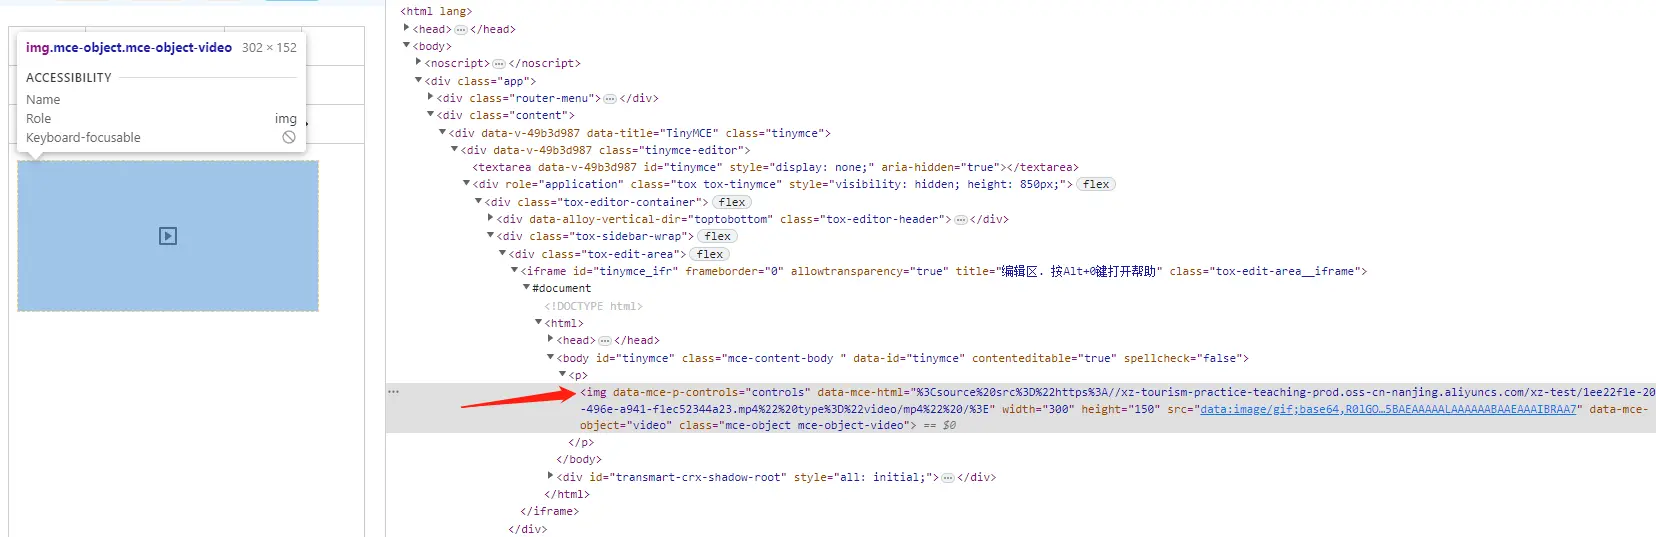 img.mce-object.mce-object-video 302 × 152
ACCESSIBILITY
Name
Role img
Keyboard-focusable
<html lang>
<head> ⋯ </head>
<body>
<noscript> ⋯ </noscript>
<div class="app">
<div class="router-menu"> ⋯ </div>
<div class="content">
<div data-v-49b3d987 data-title="TinyMCE" class="tinymce">
<div data-v-49b3d987 class="tinymce-editor">
<textarea data-v-49b3d987 id="tinymce" style="display: none;" aria-hidden="true"></textarea>
<div role="application" class="tox tox-tinymce" style="visibility: hidden; height: 850px;"> flex
<div class="tox-editor-container"> flex
<div data-alloy-vertical-dir="toptobottom" class="tox-editor-header"> ⋯ </div>
<div class="tox-sidebar-wrap"> flex
<div class="tox-edit-area"> flex
<iframe id="tinymce_ifr" frameborder="0" allowtransparency="true" title="编辑区. 按Alt+0键打开帮助" class="tox-edit-area__iframe">
#document
<!DOCTYPE html>
<html>
<head> ⋯ </head>
<body id="tinymce" class="mce-content-body " data-id="tinymce" contenteditable="true" spellcheck="false">
<p>
⋯ <img data-mce-p-controls="controls" data-mce-html="%3Csource%20src%3D%22https%3A//xz-tourism-practice-teaching-prod.oss-cn-nanjing.aliyuncs.com/xz-test/1ee22f1e-20
-496e-a941-f1ec52344a23.mp4%22%20type%3D%22video/mp4%22%20/%3E" width="300" height="150" src="data:image/gif;base64,R0lGO…5BAEAAAAALAAAAAABAAEAAAIBRAA7" data-mce-
object="video" class="mce-object mce-object-video"> == $0
</p>
</body>
<div id="transmart-crx-shadow-root" style="all: initial;"> ⋯ </div>
</html>
</iframe>
</div>